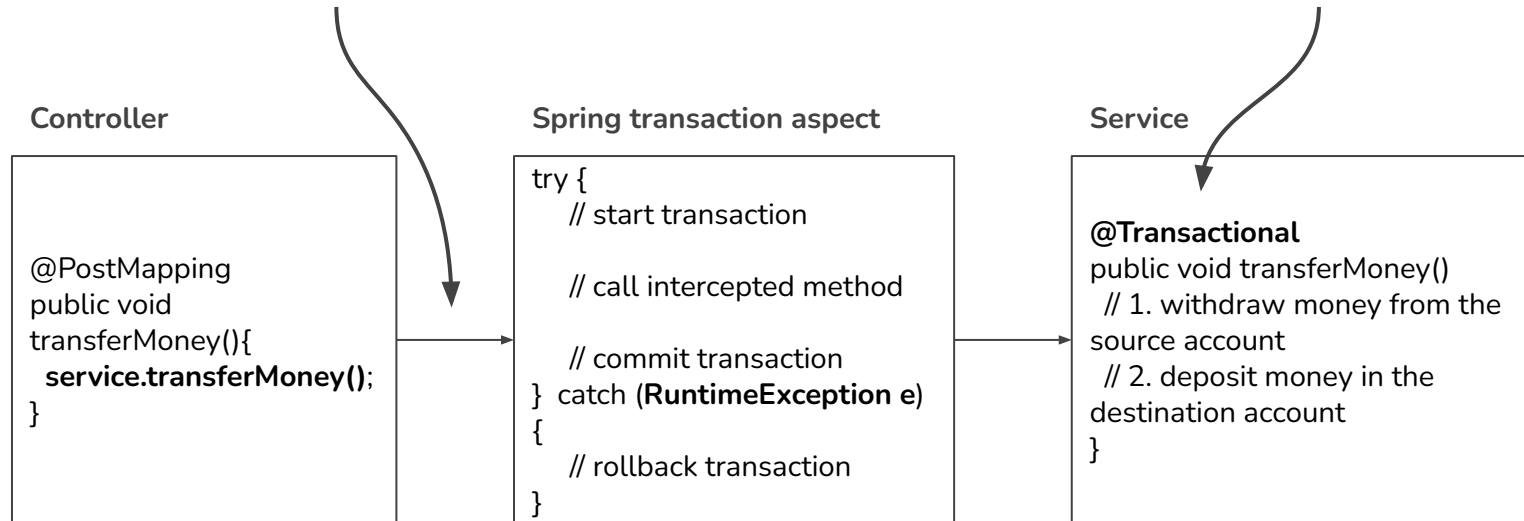 Controller
@PostMapping
public void
transferMoney(){
service.transferMoney();
}
Spring transaction aspect
try {
// start transaction
// call intercepted method
// commit transaction
} catch (RuntimeException e)
{
// rollback transaction
}
Service
@Transactional
public void transferMoney()
// 1. withdraw money from the
source account
// 2. deposit money in the
destination account
}